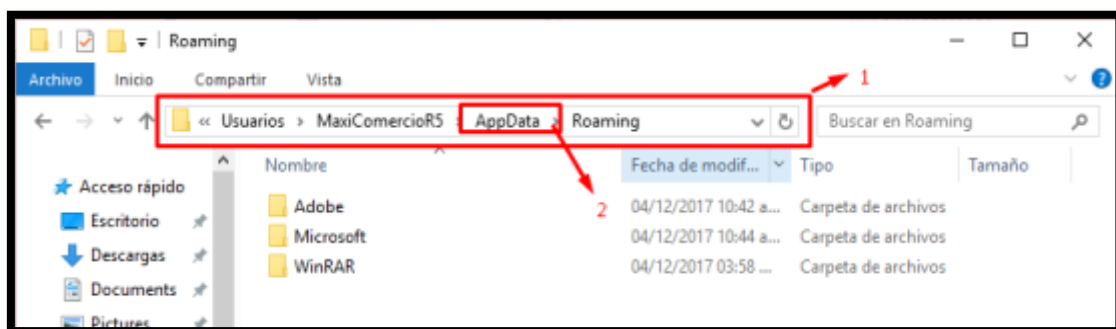 Roaming
Archivo Inicio Compartir Vista 1
« Usuarios › MaxiComercioR5 › AppData › Roaming Buscar en Roaming
Nombre Fecha de modif... Tipo Tamaño
Acceso rápido
Escritorio
Descargas
Documents
Pictures
Adobe 04/12/2017 10:42 a... Carpeta de archivos
2
Microsoft 04/12/2017 10:44 a... Carpeta de archivos
WinRAR 04/12/2017 03:58 ... Carpeta de archivos